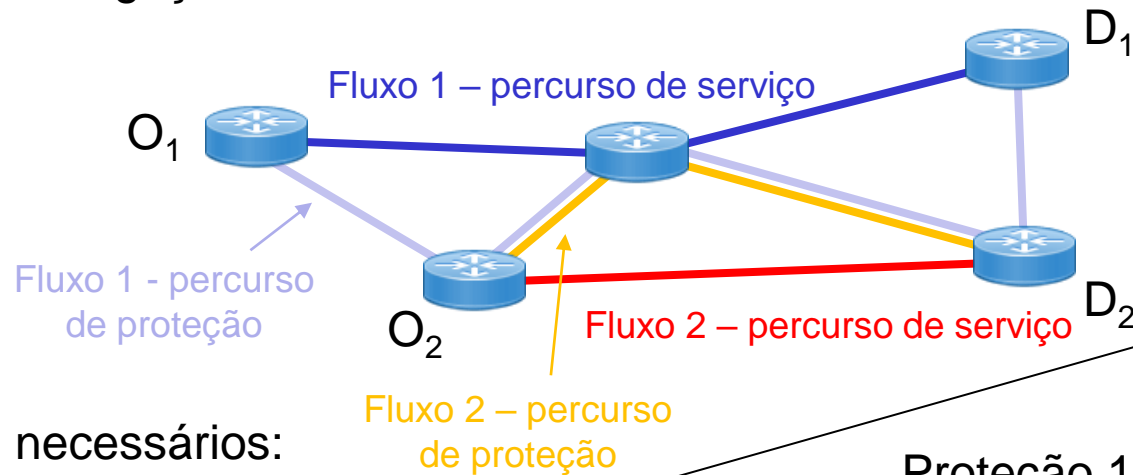 D1
Fluxo 1 – percurso de serviço
O1
Fluxo 1 - percurso
de proteção
O2
Fluxo 2 – percurso de serviço
D2
Fluxo 2 – percurso
de proteção
necessários:
Proteção 1